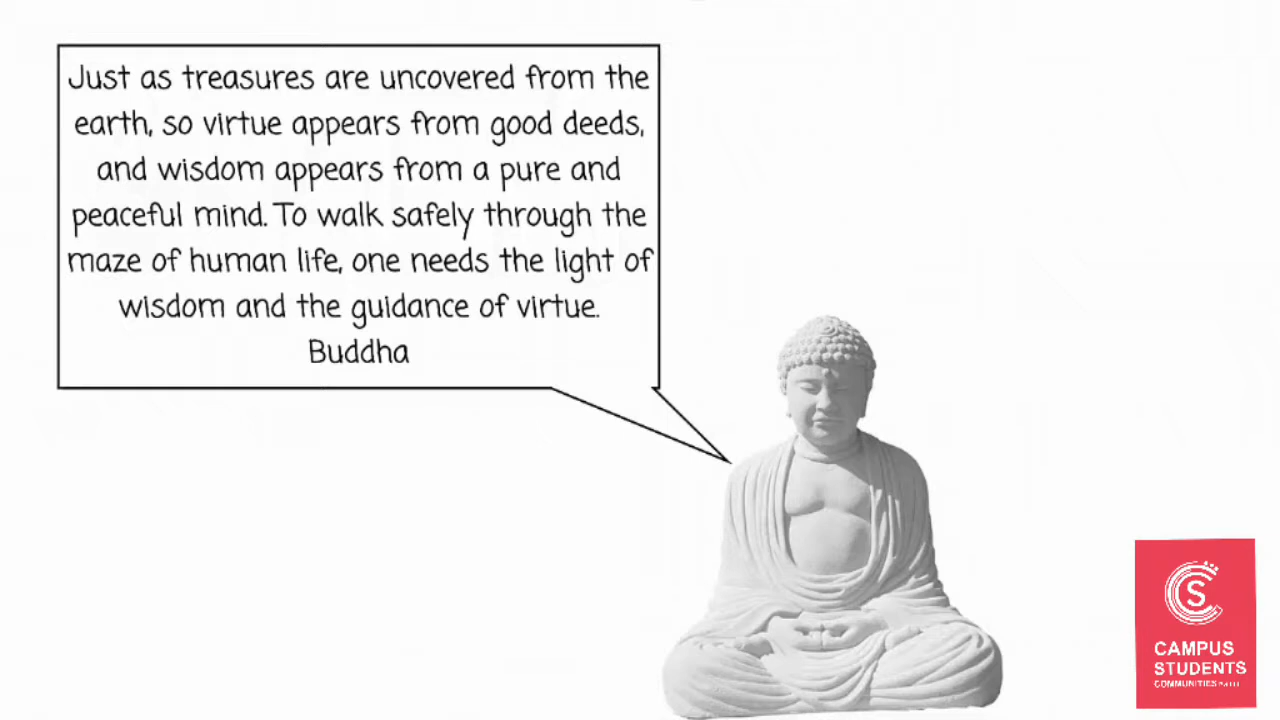 Just as treasures are uncovered from the
earth, so virtue appears from good deeds,
and wisdom appears from a pure and
peaceful mind. To walk safely through the
maze of human life, one needs the light of
wisdom and the guidance of virtue.
Buddha
CS
CAMPUS
STUDENTS
COMMUNITIES